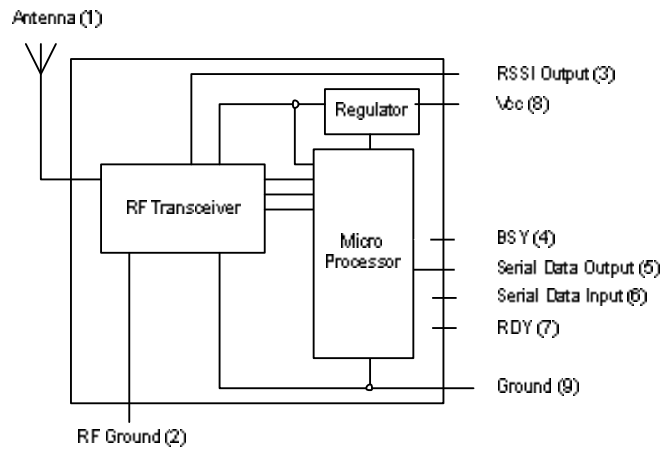 Antenna (1)
RSSI Output (3)
Vcc (8)
Regulator
RF Transceiver
Micro
Processor
BSY (4)
Serial Data Output (5)
Serial Data Input (6)
RDY (7)
Ground (9)
RF Ground (2)